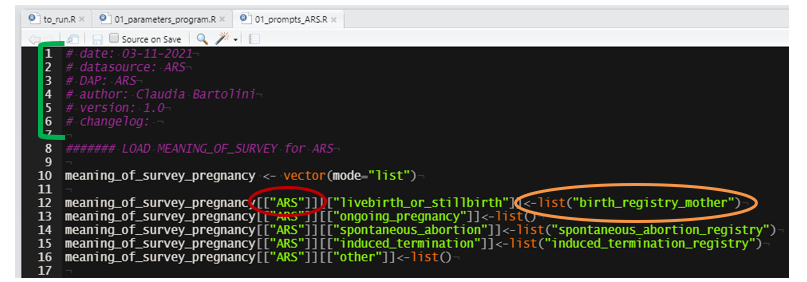 to_run.R × 01_parameters_program.R × 01_prompts_ARS.R ×
Source on Save
1 # date: 03-11-2021¬
2 # datasource: ARS¬
3 # DAP: ARS¬
4 # author: Claudia Bartolini¬
5 # version: 1.0¬
6 # changelog: ¬
7 ¬
8 ####### LOAD MEANING_OF_SURVEY for ARS¬
9 ¬
10 meaning_of_survey_pregnancy <- vector(mode="list")¬
11 ¬
12 meaning_of_survey_pregnancy[["ARS"]][["livebirth_or_stillbirth"]]<-list("birth_registry_mother")¬
13 meaning_of_survey_pregnancy[["ARS"]][["ongoing_pregnancy"]]<-list()¬
14 meaning_of_survey_pregnancy[["ARS"]][["spontaneous_abortion"]]<-list("spontaneous_abortion_registry")¬
15 meaning_of_survey_pregnancy[["ARS"]][["induced_termination"]]<-list("induced_termination_registry")¬
16 meaning_of_survey_pregnancy[["ARS"]][["other"]]<-list()¬
17 ¬